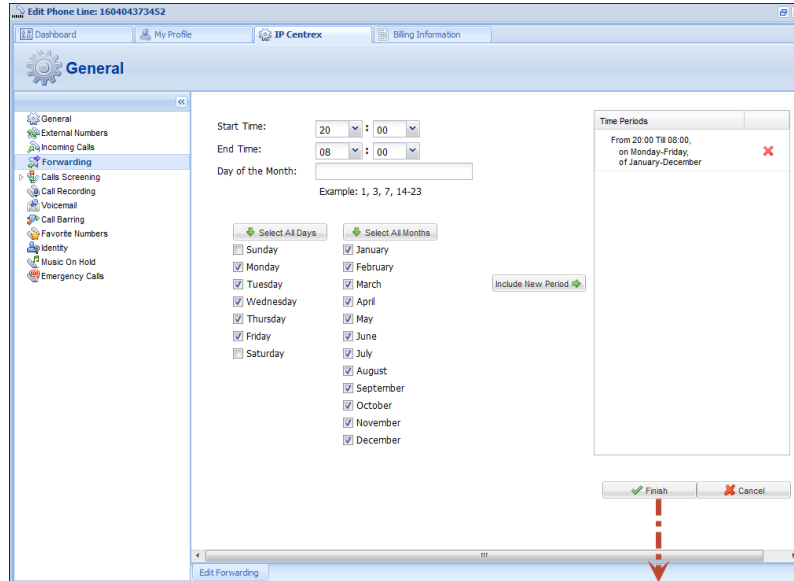 Edit Phone Line: 160404373452
Dashboard
My Profile
IP Centrex
Billing Information
General
General
External Numbers
Incoming Calls
Forwarding
Calls Screening
Call Recording
Voicemail
Call Barring
Favorite Numbers
Identity
Music On Hold
Emergency Calls
Start Time: 20 : 00
End Time: 08 : 00
Day of the Month:
Example: 1, 3, 7, 14-23
Select All Days
Sunday
Monday
Tuesday
Wednesday
Thursday
Friday
Saturday
Select All Months
January
February
March
April
May
June
July
August
September
October
November
December
Include New Period
Time Periods
From 20:00 Till 08:00,
on Monday-Friday,
of January-December
Finish
Cancel
Edit Forwarding